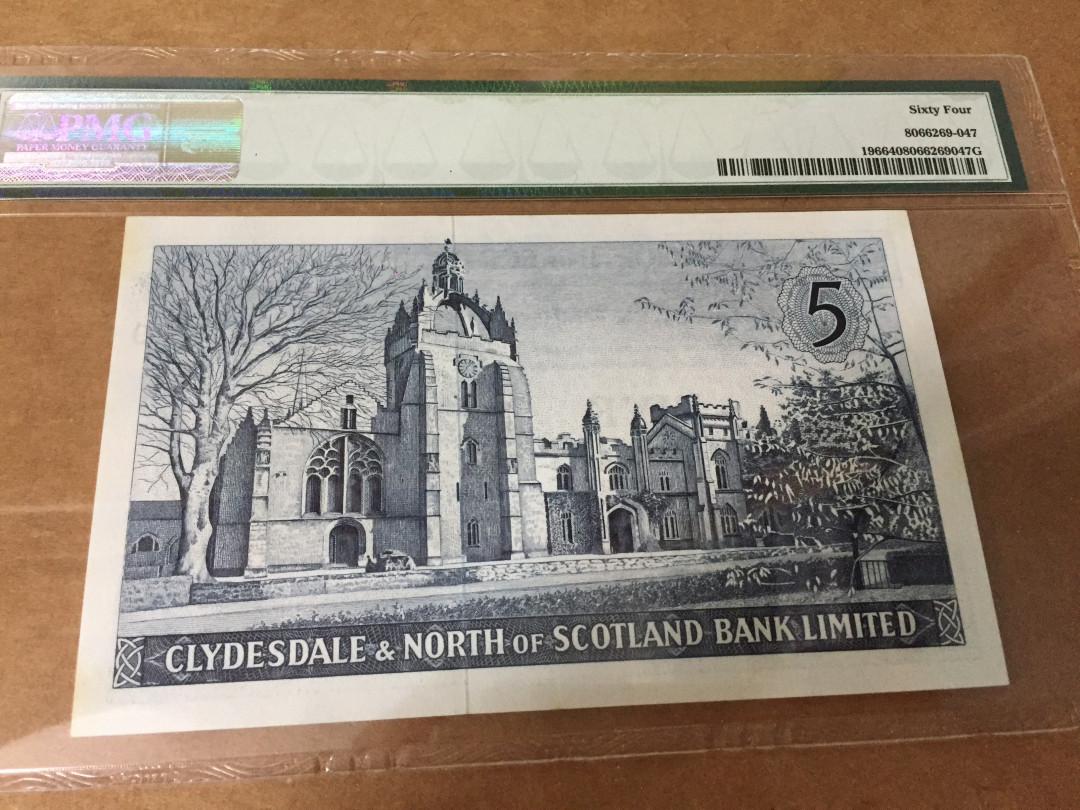 PMG
PAPER MONEY GUARANTY
Sixty Four
8066269-047
1966408066269047G
5
CLYDESDALE & NORTH OF SCOTLAND BANK LIMITED